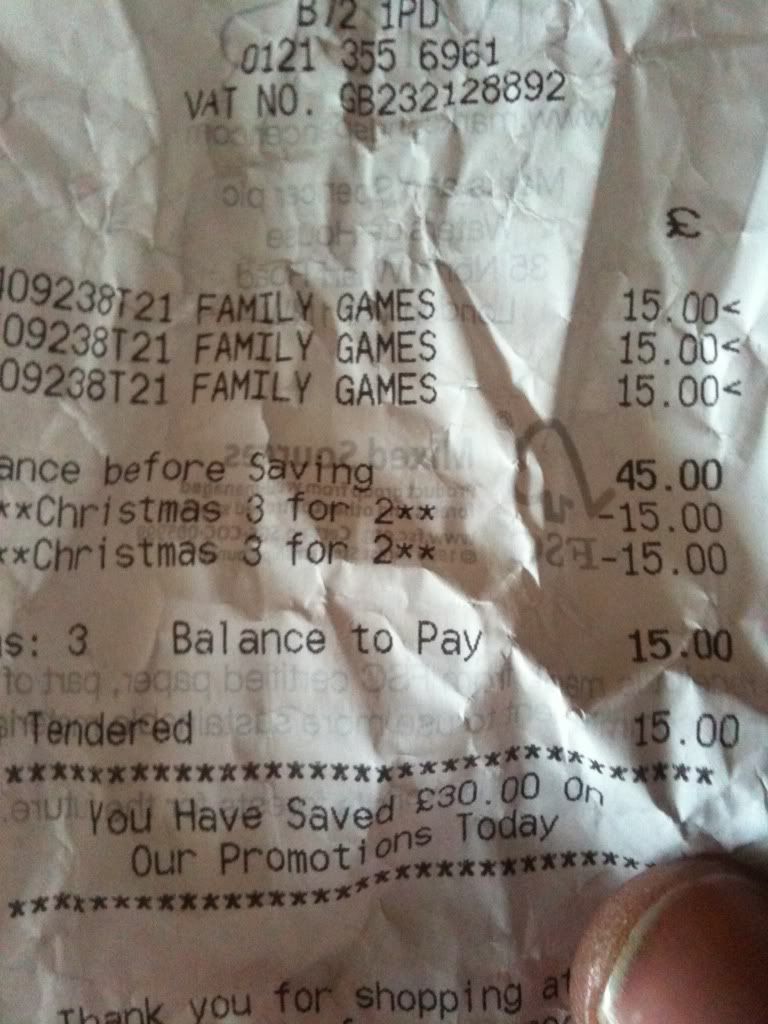 B72 1PD
0121 355 6961
VAT NO. GB232128892
£
409238T21 FAMILY GAMES 15.00<
09238T21 FAMILY GAMES 15.00<
09238T21 FAMILY GAMES 15.00<
ance before Saving 45.00
**Christmas 3 for 2** -15.00
**Christmas 3 for 2** -15.00
s: 3 Balance to Pay 15.00
Tendered 15.00
**********************************
You Have Saved £30.00 On
Our Promotions Today
**********************************
Thank you for shopping at